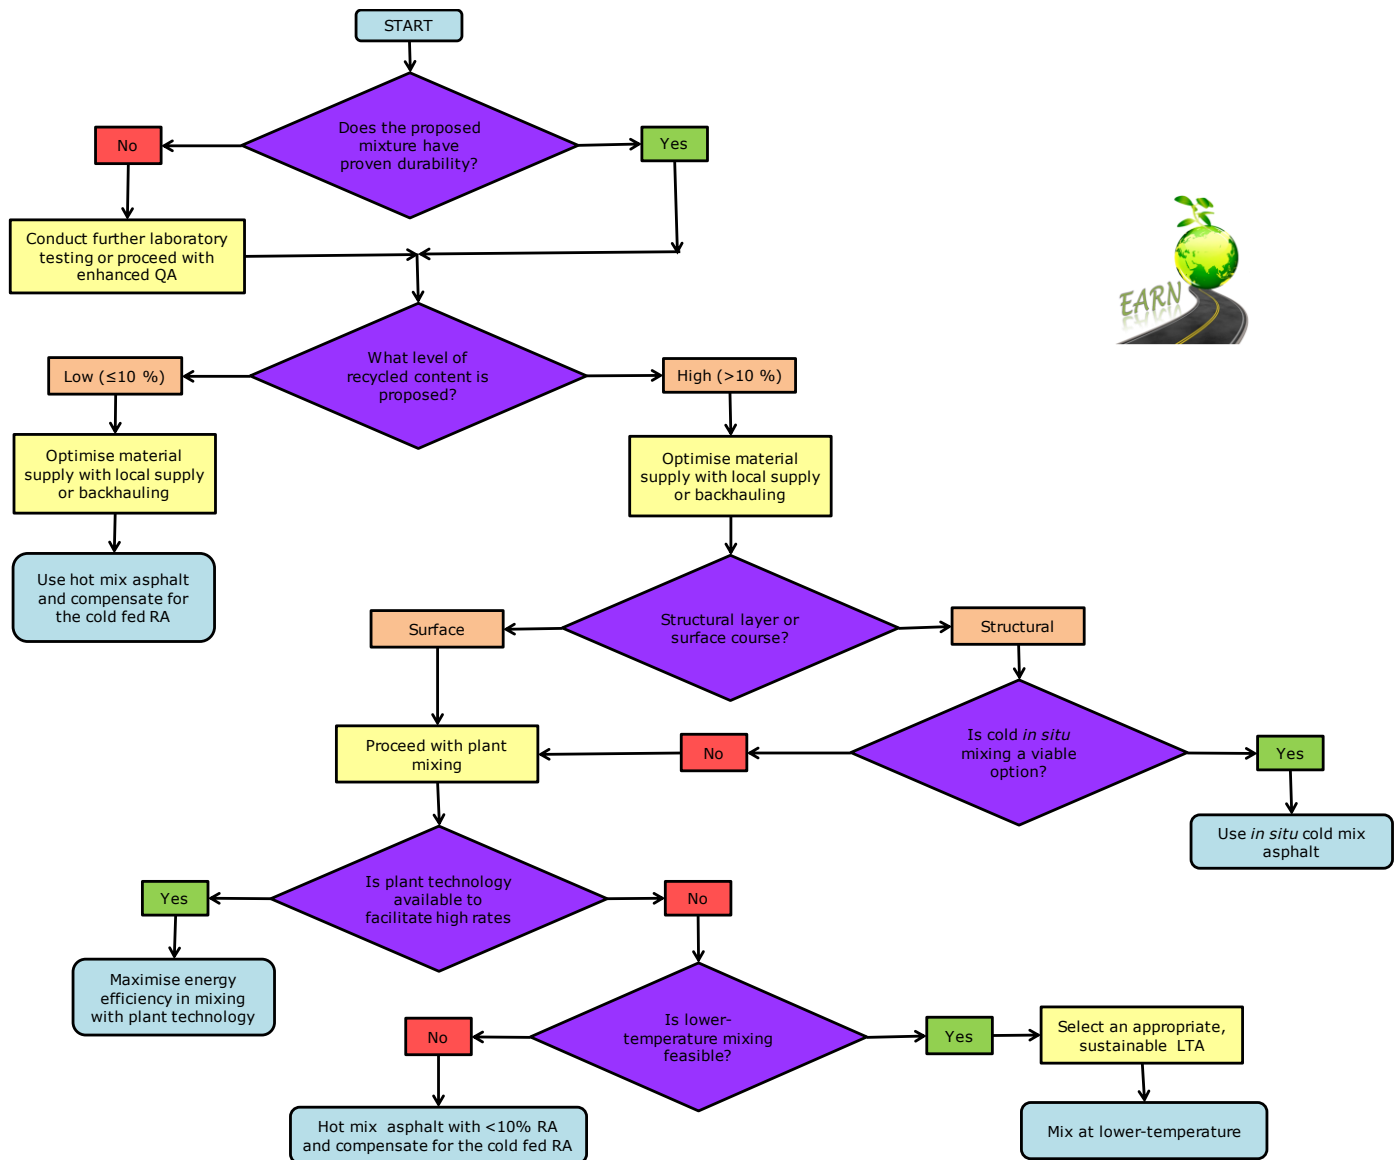 START
Does the proposed
mixture have
proven durability?
No
Yes
Conduct further laboratory
testing or proceed with
enhanced QA
EARN
What level of
recycled content is
proposed?
Low (≤10 %)
High (>10 %)
Optimise material
supply with local supply
or backhauling
Optimise material
supply with local supply
or backhauling
Use hot mix asphalt
and compensate for
the cold fed RA
Structural layer or
surface course?
Surface
Structural
Proceed with plant
mixing
No
Is cold in situ
mixing a viable
option?
Yes
Use in situ cold mix
asphalt
Is plant technology
available to
facilitate high rates
Yes
No
Maximise energy
efficiency in mixing
with plant technology
Is lower-
temperature mixing
feasible?
No
Yes
Select an appropriate,
sustainable LTA
Hot mix asphalt with <10% RA
and compensate for the cold fed RA
Mix at lower-temperature